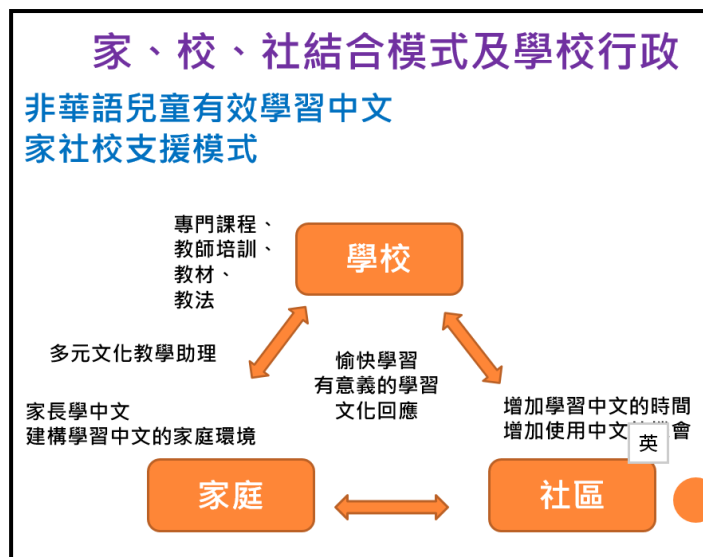 家、校、社結合模式及學校行政
非華語兒童有效學習中文
家社校支援模式
專門課程、
教師培訓、
教材、
教法
學校
多元文化教學助理
愉快學習
有意義的學習
文化回應
家長學中文
建構學習中文的家庭環境
增加學習中文的時間
增加使用中文 會
英
家庭
社區